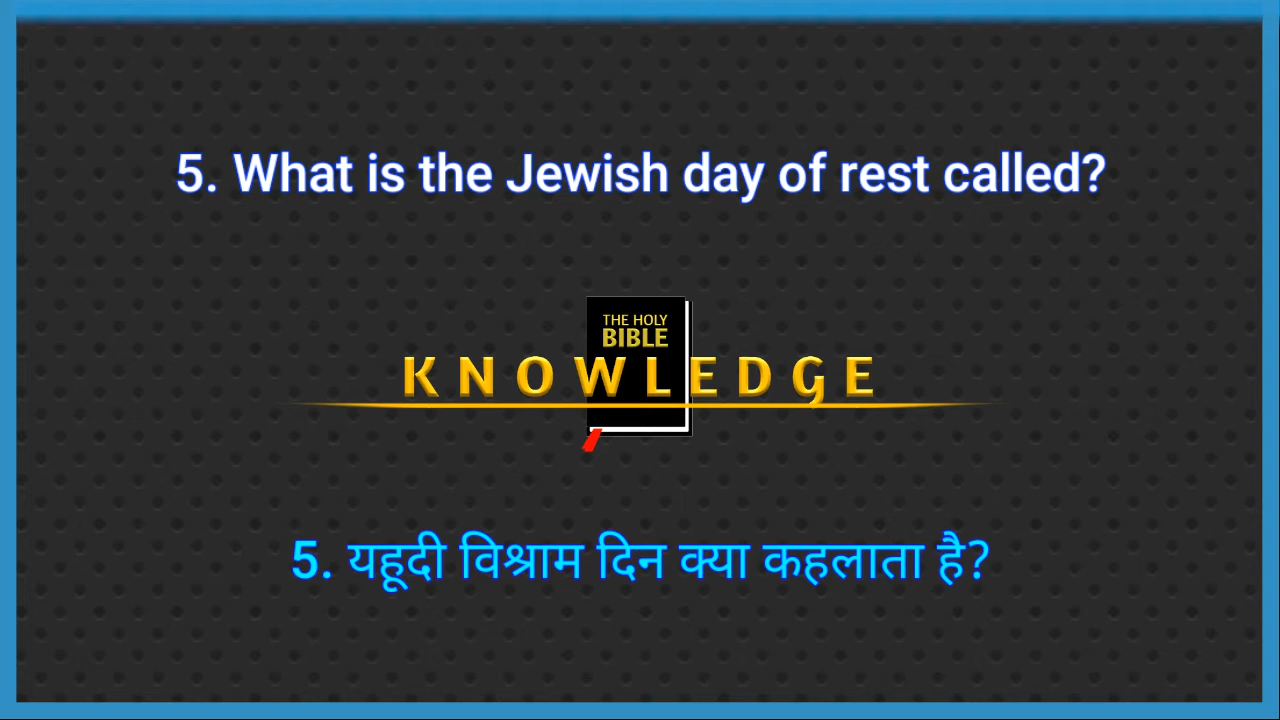 5. What is the Jewish day of rest called?
THE HOLY
BIBLE
KNOWLEDGE
5. यहूदी विश्राम दिन क्या कहलाता है?